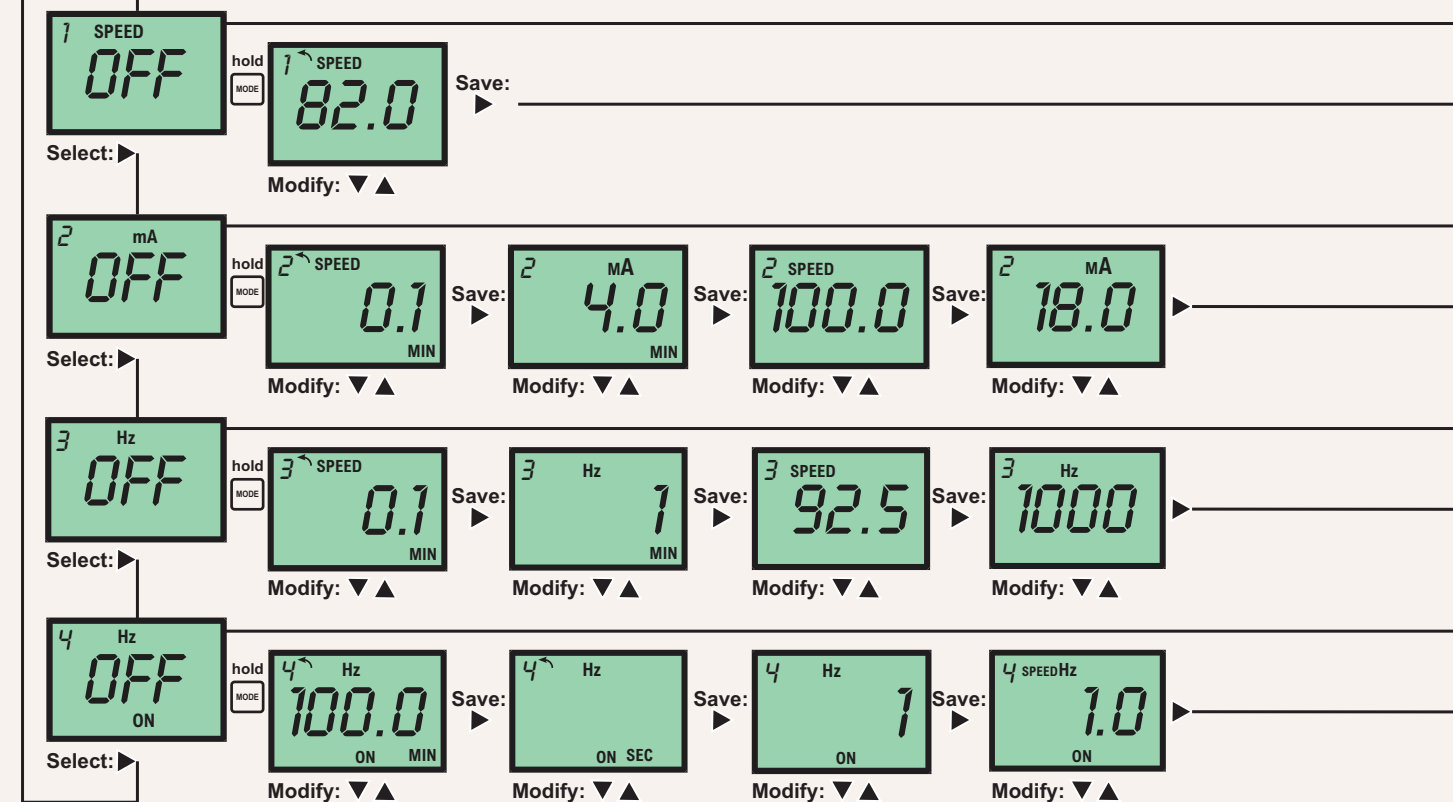 1 SPEED
OFF
hold
MODE
1 SPEED
82.0
Save:
Select:
Modify:
2 mA
OFF
hold
MODE
2 SPEED
0.1
MIN
Save:
2 MA
4.0
MIN
Save:
2 SPEED
100.0
Save:
2 MA
18.0
Select:
Modify:
Modify:
Modify:
Modify:
3 Hz
OFF
hold
MODE
3 SPEED
0.1
MIN
Save:
3 Hz
1
MIN
Save:
3 SPEED
92.5
Save:
3 Hz
1000
Select:
Modify:
Modify:
Modify:
Modify:
4 Hz
OFF
ON
hold
MODE
4 Hz
100.0
ON MIN
Save:
4 Hz
ON SEC
Save:
4 Hz
1
ON
Save:
4 SPEEDHz
1.0
ON
Select:
Modify:
Modify:
Modify:
Modify: